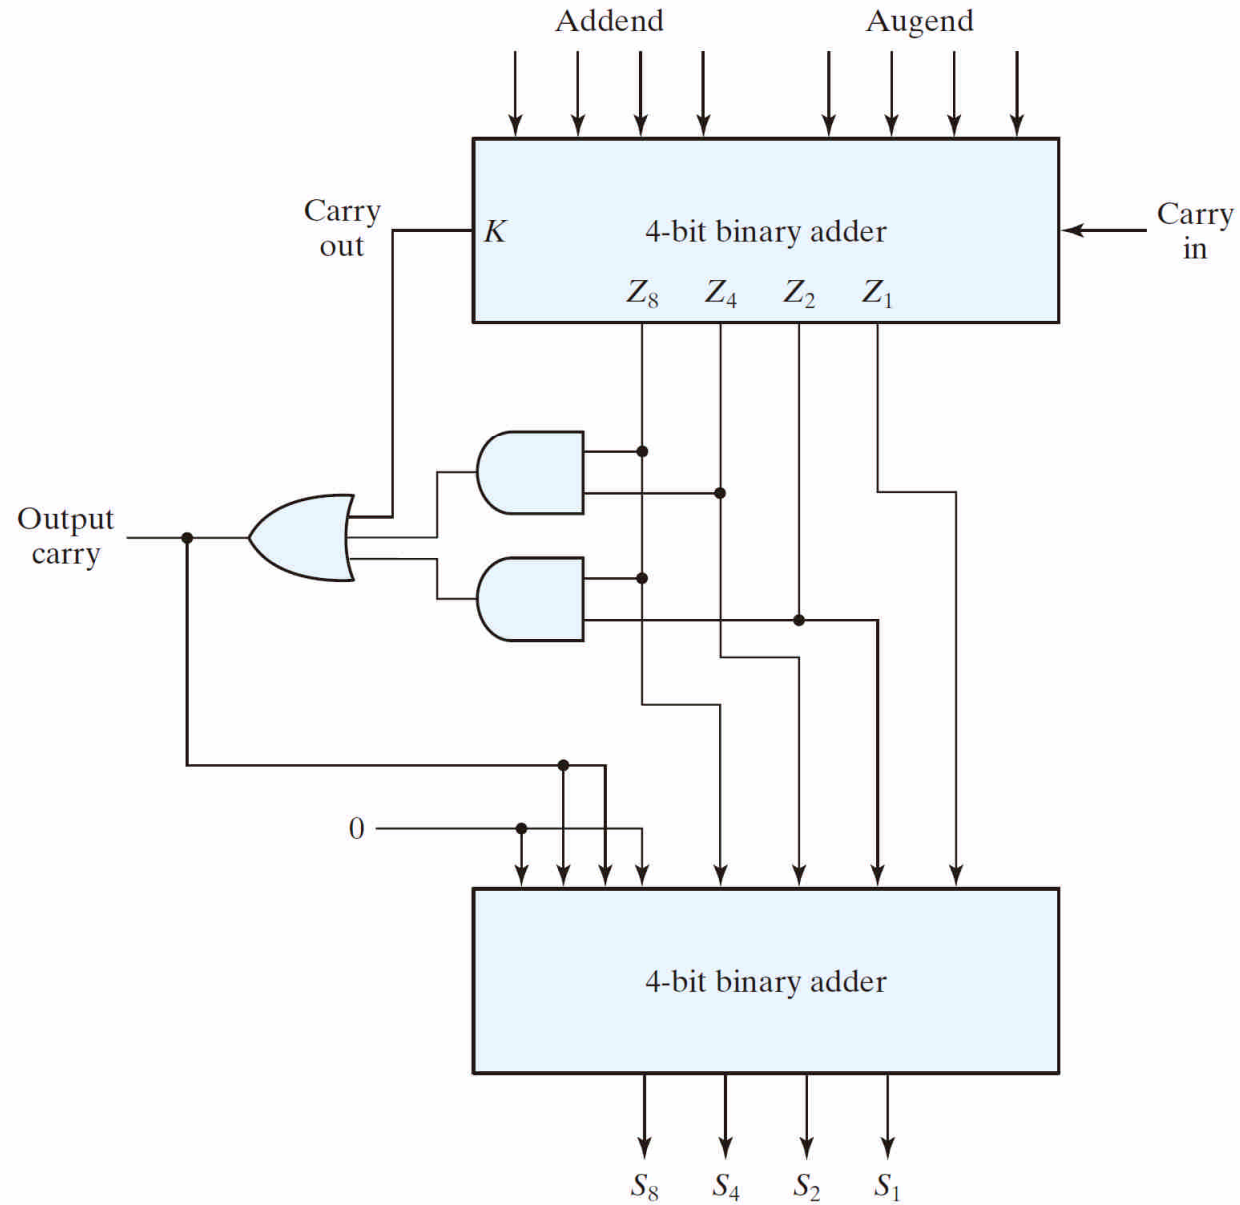 Addend
Augend
Carry
out
K
4-bit binary adder
Carry
in
Z8 Z4 Z2 Z1
Output
carry
0
4-bit binary adder
S8 S4 S2 S1